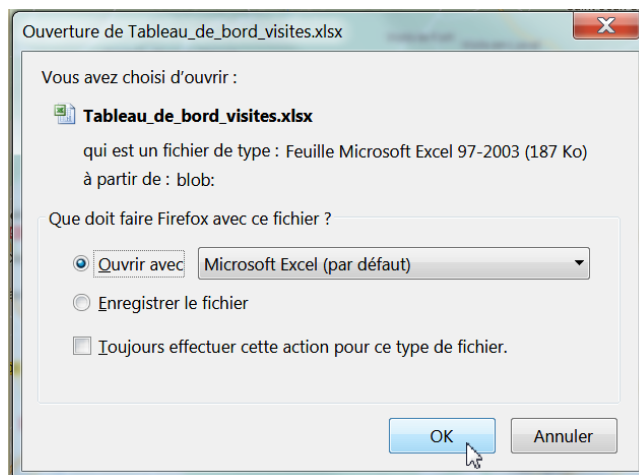 Ouverture de Tableau_de_bord_visites.xlsx
Vous avez choisi d'ouvrir :
Tableau_de_bord_visites.xlsx
qui est un fichier de type : Feuille Microsoft Excel 97-2003 (187 Ko)
à partir de : blob:
Que doit faire Firefox avec ce fichier ?
Ouvrir avec Microsoft Excel (par défaut)
Enregistrer le fichier
Toujours effectuer cette action pour ce type de fichier.
OK Annuler